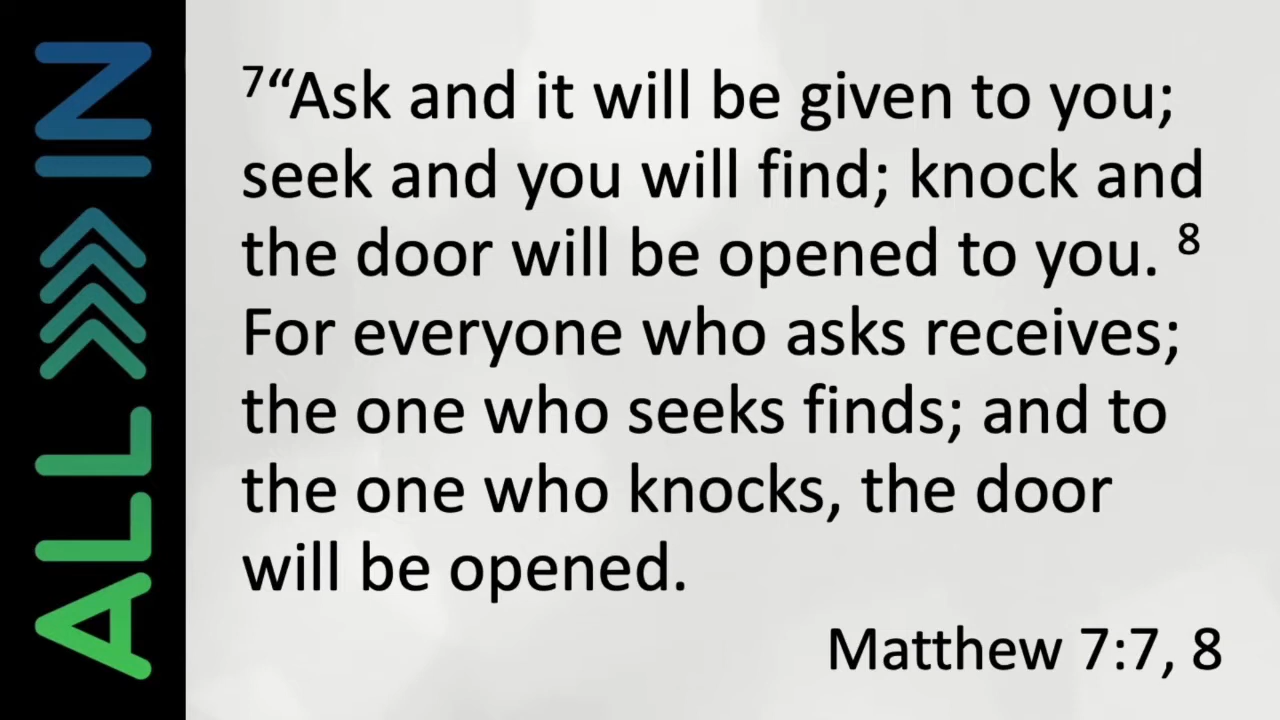 ALL IN
⁷“Ask and it will be given to you;
seek and you will find; knock and
the door will be opened to you. ⁸
For everyone who asks receives;
the one who seeks finds; and to
the one who knocks, the door
will be opened.
Matthew 7:7, 8